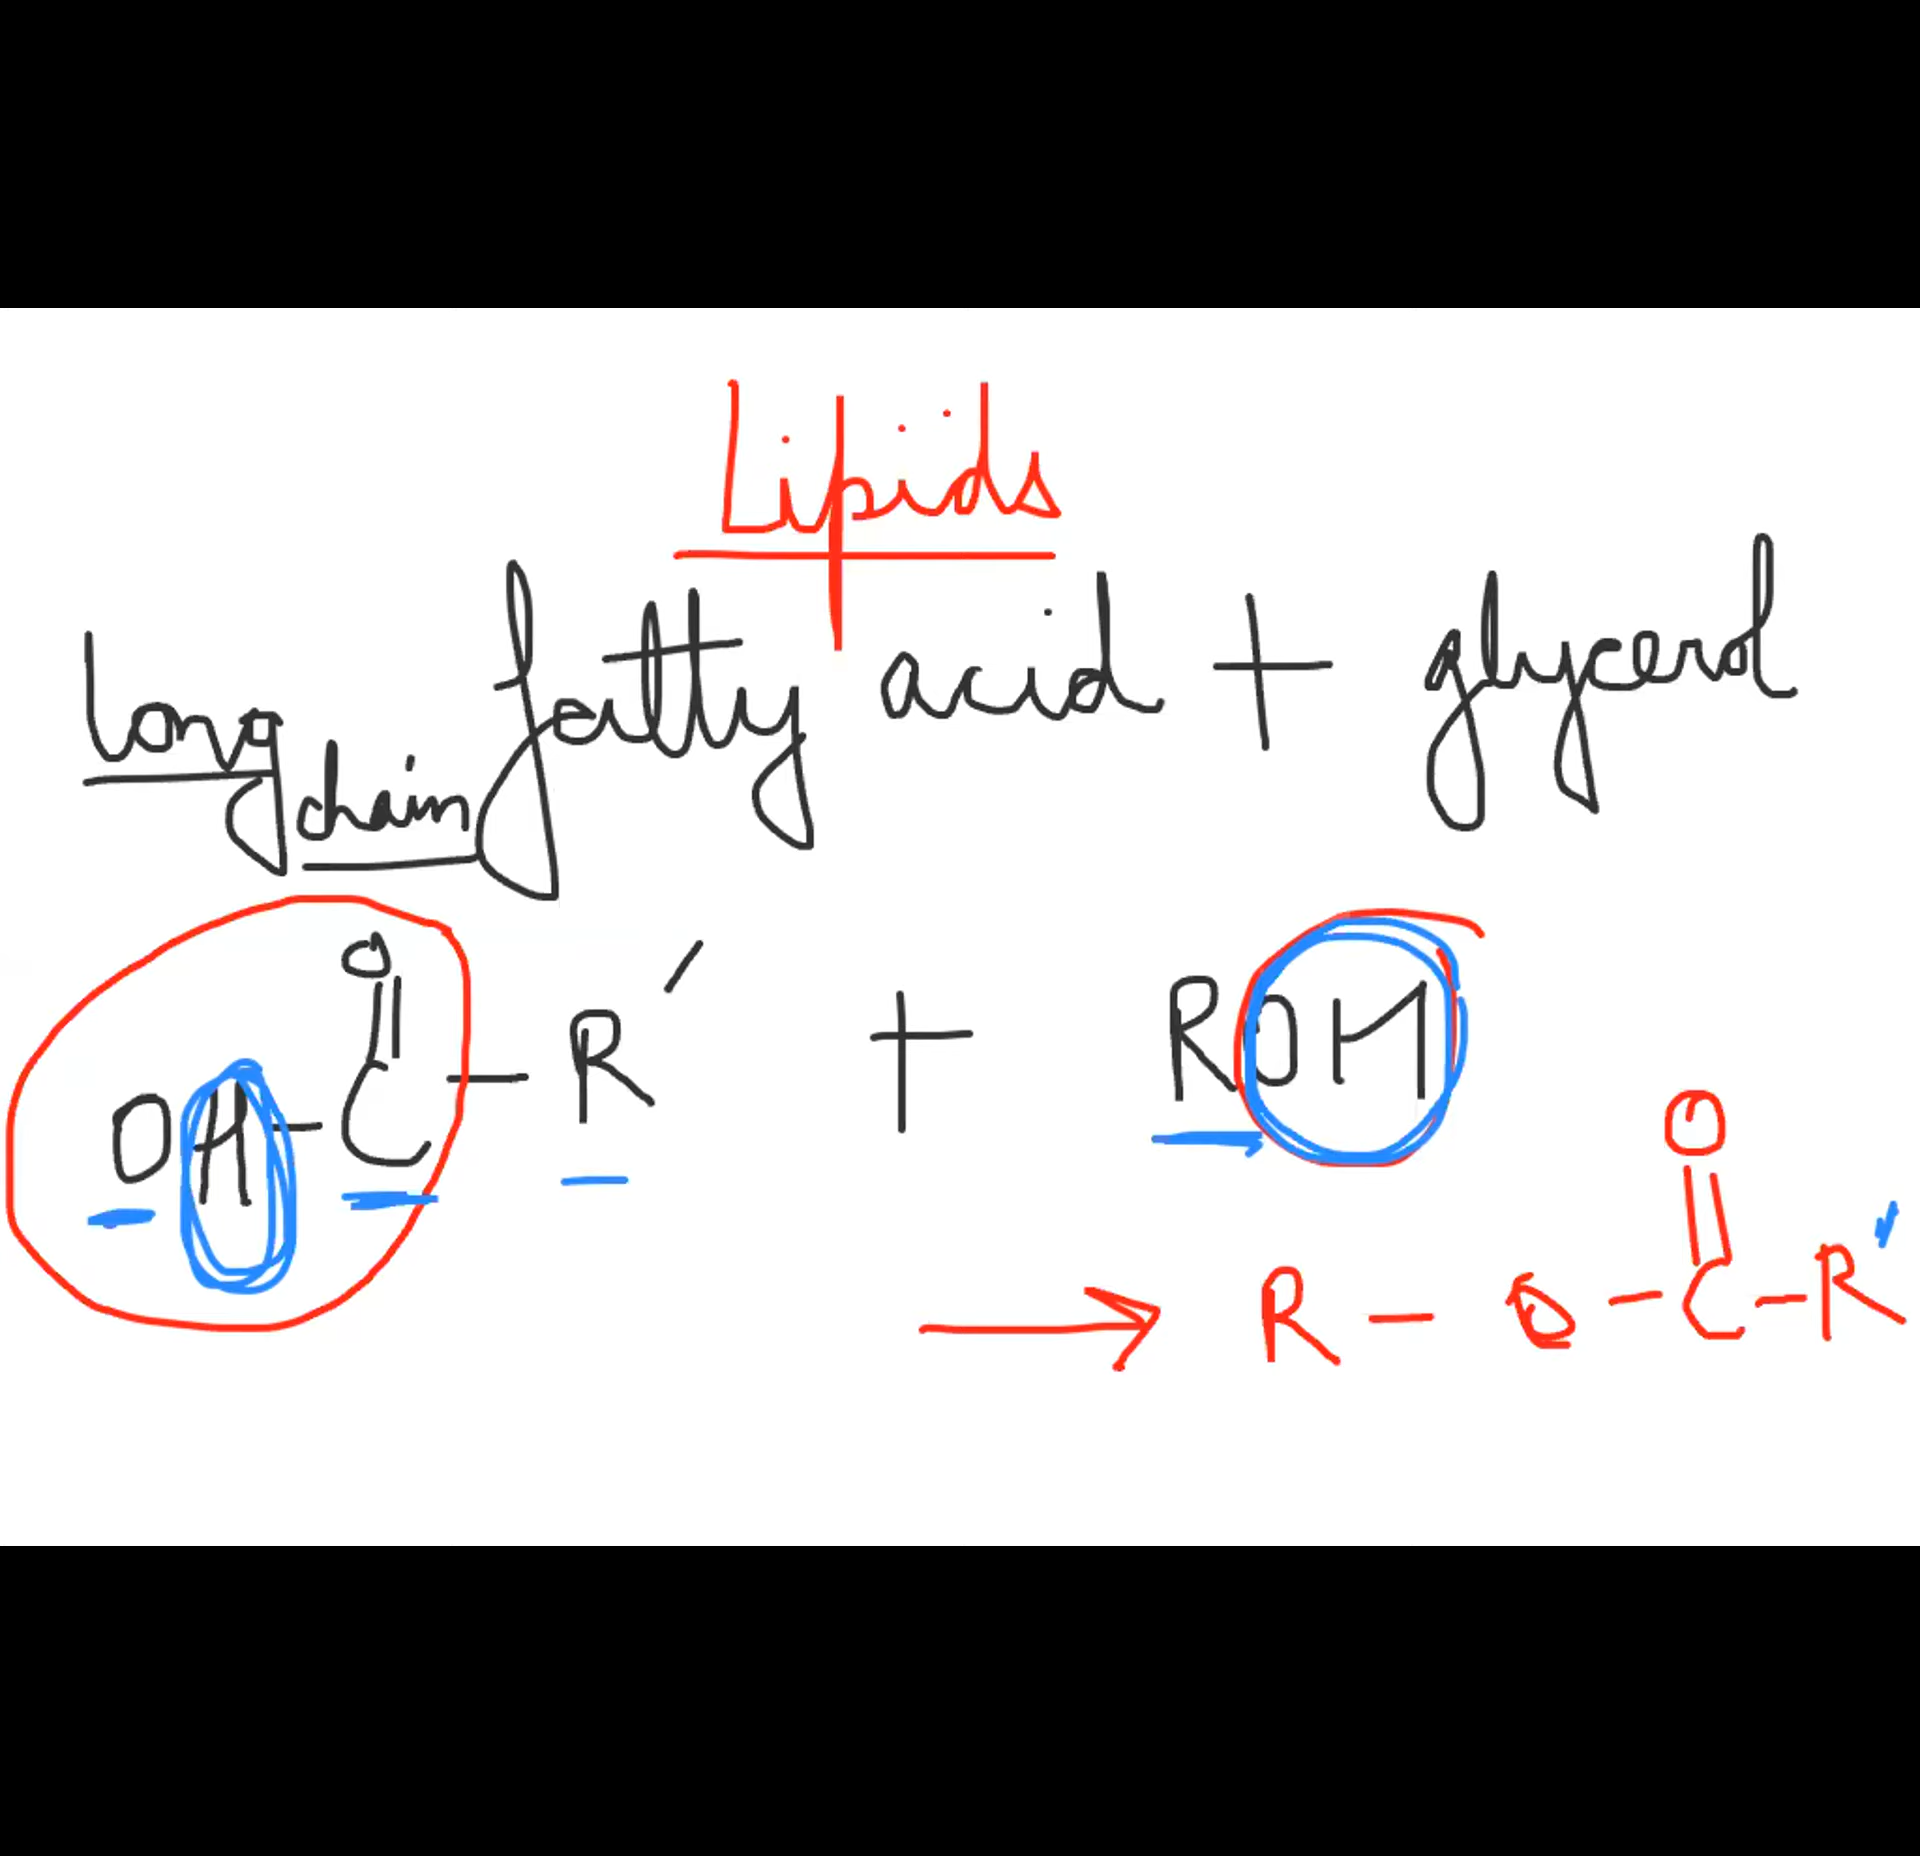 Lipids
Long chain fatty acid + glycerol
O
||
OH - C - R' + ROH
O
||
→ R - O - C - R'